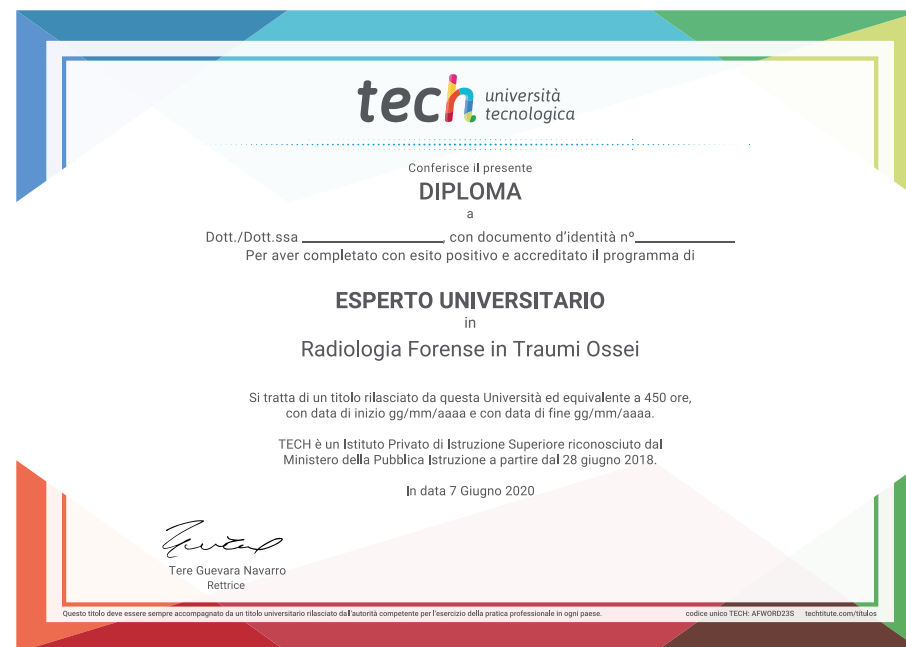 tech università
tecnologica
Conferisce il presente
DIPLOMA
a
Dott./Dott.ssa , con documento d'identità nº
Per aver completato con esito positivo e accreditato il programma di
ESPERTO UNIVERSITARIO
in
Radiologia Forense in Traumi Ossei
Si tratta di un titolo rilasciato da questa Università ed equivalente a 450 ore,
con data di inizio gg/mm/aaaa e con data di fine gg/mm/aaaa.
TECH è un Istituto Privato di Istruzione Superiore riconosciuto dal
Ministero della Pubblica Istruzione a partire dal 28 giugno 2018.
In data 7 Giugno 2020
Tere Guevara Navarro
Rettrice
Questo titolo deve essere sempre accompagnato da un titolo universitario rilasciato dall'autorità competente per l'esercizio della pratica professionale in ogni paese. codice unico TECH: AFWORD23S techtitute.com/títulos